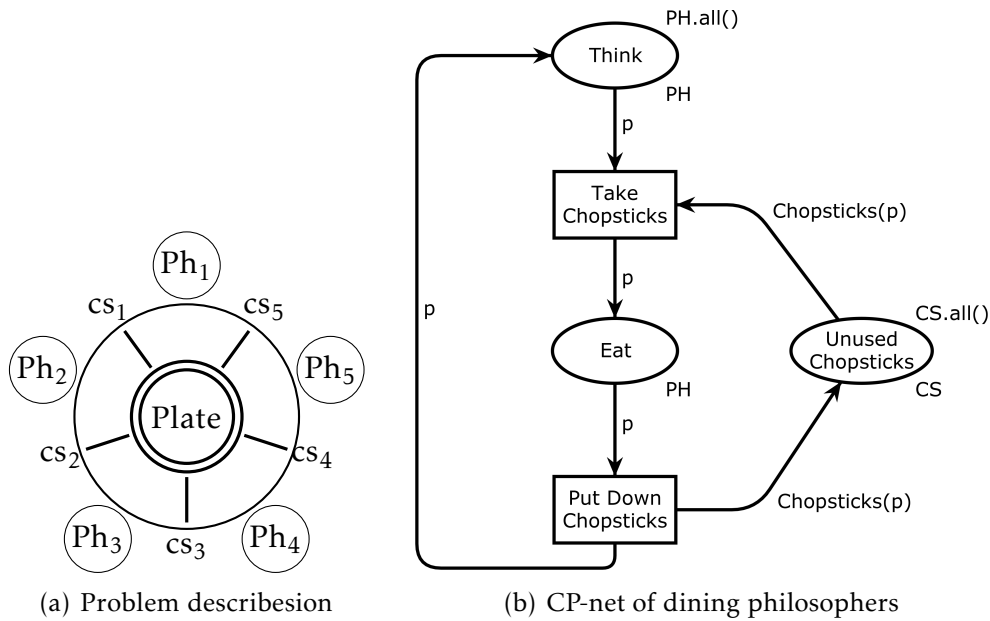 Ph1
cs1
cs5
Ph2
Ph5
Plate
cs2
cs4
Ph3
cs3
Ph4
(a) Problem describesion
PH.all()
Think
PH
p
Take
Chopsticks
Chopsticks(p)
p
p
CS.all()
Unused
Chopsticks
CS
Eat
PH
p
Put Down
Chopsticks
Chopsticks(p)
(b) CP-net of dining philosophers